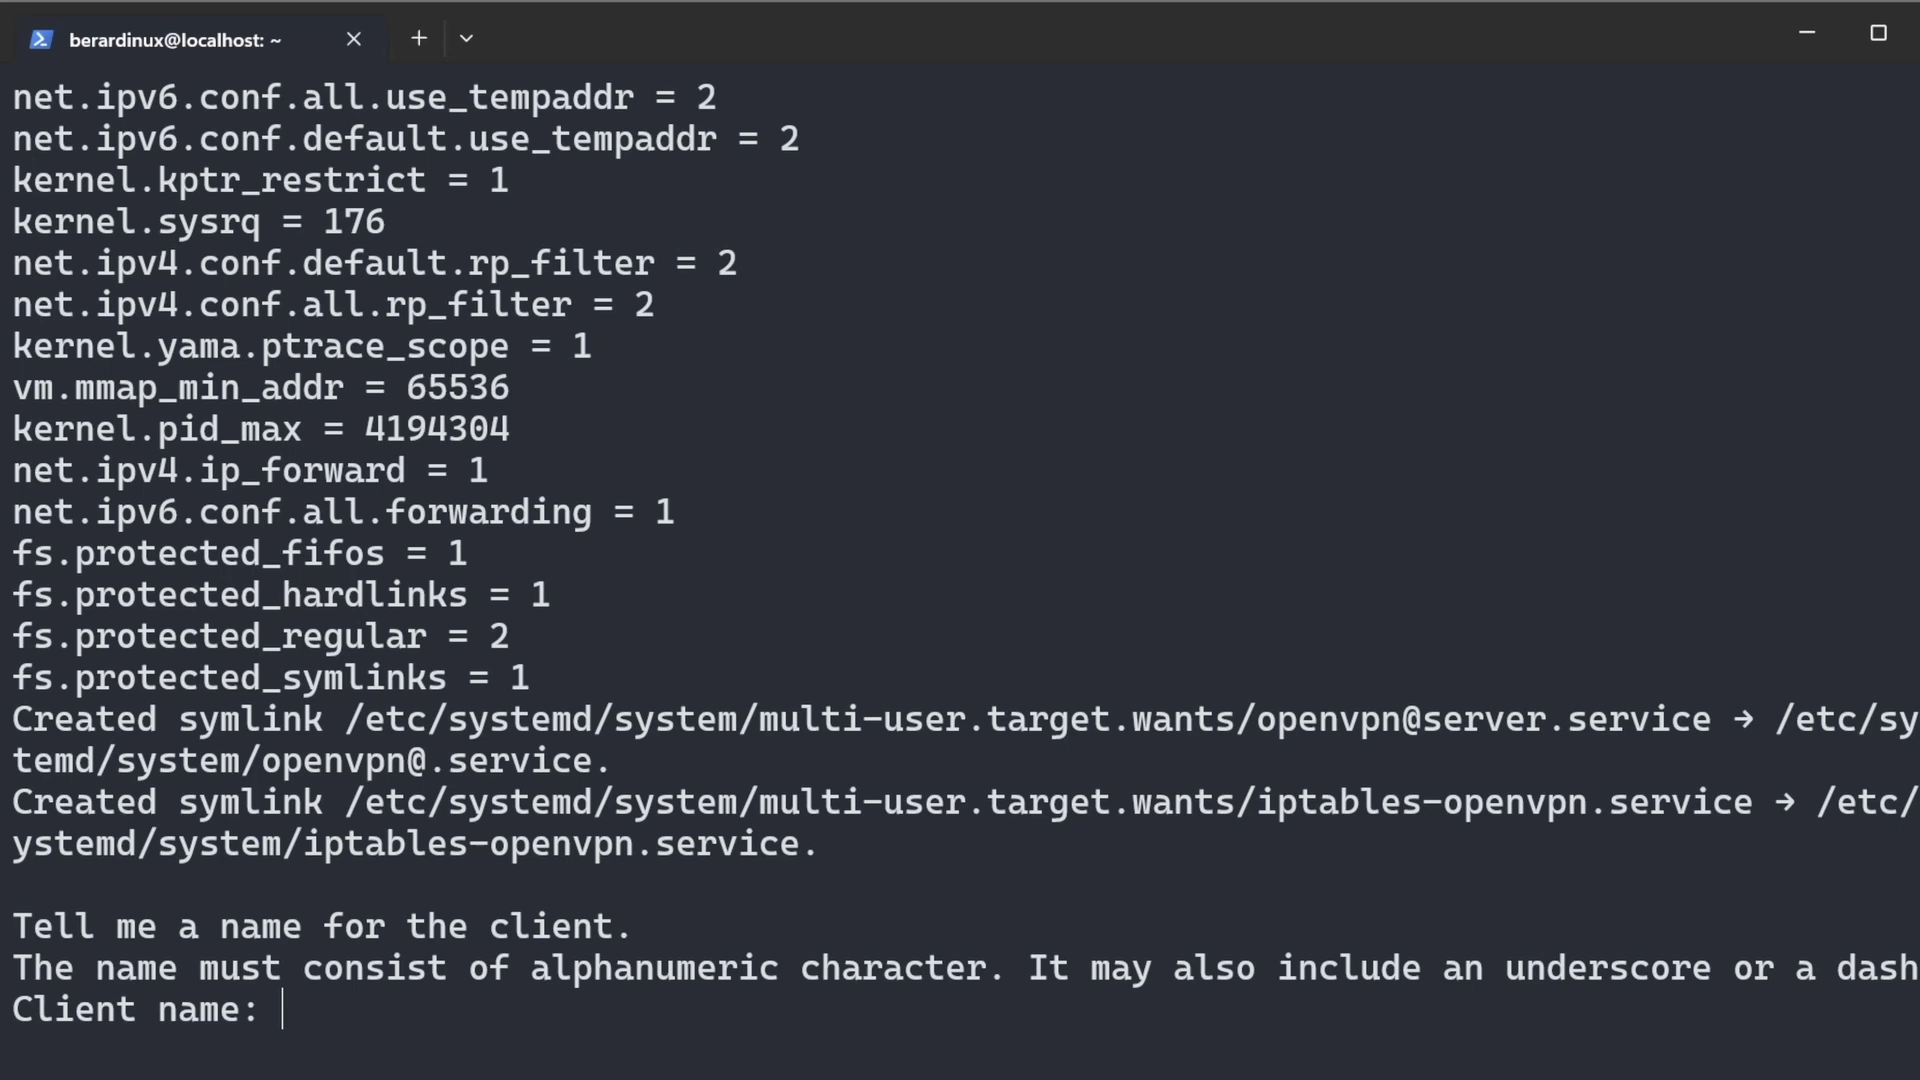 berardinux@localhost: ~
net.ipv6.conf.all.use_tempaddr = 2
net.ipv6.conf.default.use_tempaddr = 2
kernel.kptr_restrict = 1
kernel.sysrq = 176
net.ipv4.conf.default.rp_filter = 2
net.ipv4.conf.all.rp_filter = 2
kernel.yama.ptrace_scope = 1
vm.mmap_min_addr = 65536
kernel.pid_max = 4194304
net.ipv4.ip_forward = 1
net.ipv6.conf.all.forwarding = 1
fs.protected_fifos = 1
fs.protected_hardlinks = 1
fs.protected_regular = 2
fs.protected_symlinks = 1
Created symlink /etc/systemd/system/multi-user.target.wants/openvpn@server.service → /etc/sy
temd/system/openvpn@.service.
Created symlink /etc/systemd/system/multi-user.target.wants/iptables-openvpn.service → /etc/
ystemd/system/iptables-openvpn.service.
Tell me a name for the client.
The name must consist of alphanumeric character. It may also include an underscore or a dash
Client name: